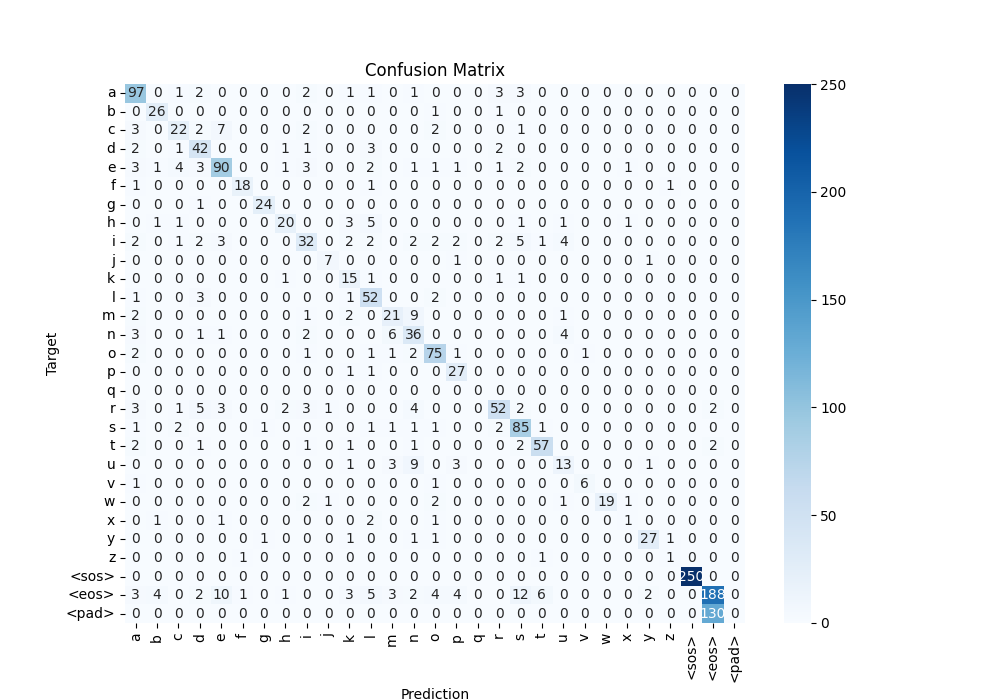 Confusion Matrix
a 97 0 1 2 0 0 0 0 2 0 1 1 0 1 0 0 0 3 3 0 0 0 0 0 0 0 0 0 0
b 0 26 0 0 0 0 0 0 0 0 0 0 0 0 1 0 0 1 0 0 0 0 0 0 0 0 0 0 0
c 3 0 22 2 7 0 0 0 2 0 0 0 0 0 2 0 0 0 1 0 0 0 0 0 0 0 0 0 0
d 2 0 1 42 0 0 0 1 1 0 0 3 0 0 0 0 0 2 0 0 0 0 0 0 0 0 0 0 0
e 3 1 4 3 90 0 0 1 3 0 0 2 0 1 1 1 0 1 2 0 0 0 0 1 0 0 0 0 0
f 1 0 0 0 0 18 0 0 0 0 0 1 0 0 0 0 0 0 0 0 0 0 0 0 0 1 0 0 0
g 0 0 0 1 0 0 24 0 0 0 0 0 0 0 0 0 0 0 0 0 0 0 0 0 0 0 0 0 0
h 0 1 1 0 0 0 0 20 0 0 3 5 0 0 0 0 0 0 1 0 1 0 0 1 0 0 0 0 0
i 2 0 1 2 3 0 0 0 32 0 2 2 0 2 2 2 0 2 5 1 4 0 0 0 0 0 0 0 0
j 0 0 0 0 0 0 0 0 0 7 0 0 0 0 0 1 0 0 0 0 0 0 0 0 1 0 0 0 0
k 0 0 0 0 0 0 0 1 0 0 15 1 0 0 0 0 0 1 1 0 0 0 0 0 0 0 0 0 0
l 1 0 0 3 0 0 0 0 0 0 1 52 0 0 2 0 0 0 0 0 0 0 0 0 0 0 0 0 0
m 2 0 0 0 0 0 0 0 1 0 2 0 21 9 0 0 0 0 0 0 1 0 0 0 0 0 0 0 0
n 3 0 0 1 1 0 0 0 2 0 0 0 6 36 0 0 0 0 0 0 4 0 0 0 0 0 0 0 0
o 2 0 0 0 0 0 0 0 1 0 0 1 1 2 75 1 0 0 0 0 0 1 0 0 0 0 0 0 0
p 0 0 0 0 0 0 0 0 0 0 1 1 0 0 0 27 0 0 0 0 0 0 0 0 0 0 0 0 0
q 0 0 0 0 0 0 0 0 0 0 0 0 0 0 0 0 0 0 0 0 0 0 0 0 0 0 0 0 0
r 3 0 1 5 3 0 0 2 3 1 0 0 0 4 0 0 0 52 2 0 0 0 0 0 0 0 0 2 0
s 1 0 2 0 0 0 1 0 0 0 0 1 1 1 1 0 0 2 85 1 0 0 0 0 0 0 0 0 0
t 2 0 0 1 0 0 0 0 1 0 1 0 0 1 0 0 0 0 2 57 0 0 0 0 0 0 0 2 0
u 0 0 0 0 0 0 0 0 0 0 1 0 3 9 0 3 0 0 0 0 13 0 0 0 1 0 0 0 0
v 1 0 0 0 0 0 0 0 0 0 0 0 0 0 1 0 0 0 0 0 0 6 0 0 0 0 0 0 0
w 0 0 0 0 0 0 0 0 2 1 0 0 0 0 2 0 0 0 0 0 1 0 19 1 0 0 0 0 0
x 0 1 0 0 1 0 0 0 0 0 0 2 0 0 1 0 0 0 0 0 0 0 0 1 0 0 0 0 0
y 0 0 0 0 0 0 1 0 0 0 1 0 0 1 1 0 0 0 0 0 0 0 0 0 27 1 0 0 0
z 0 0 0 0 0 1 0 0 0 0 0 0 0 0 0 0 0 0 0 1 0 0 0 0 0 1 0 0 0
<sos> 0 0 0 0 0 0 0 0 0 0 0 0 0 0 0 0 0 0 0 0 0 0 0 0 0 0 250 0 0
<eos> 3 4 0 2 10 1 0 1 0 0 3 5 3 2 4 4 0 0 12 6 0 0 0 0 2 0 0 188 0
<pad> 0 0 0 0 0 0 0 0 0 0 0 0 0 0 0 0 0 0 0 0 0 0 0 0 0 0 0 130 0
a b c d e f g h i j k l m n o p q r s t u v w x y z <sos> <eos> <pad>
Prediction
Target
250
200
150
100
50
0